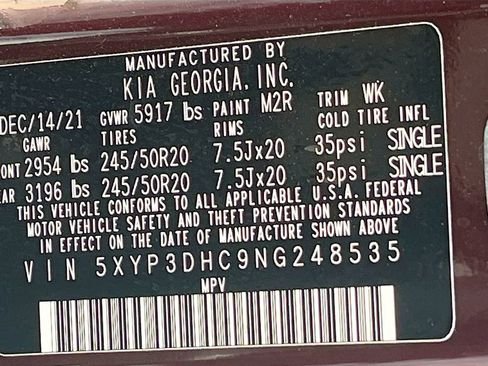 MANUFACTURED BY
KIA GEORGIA, INC.
DEC/14/21 GVWR 5917 lbs PAINT M2R TRIM WK
GAWR TIRES RIMS COLD TIRE INFL
2954 lbs 245/50R20 7.5Jx20 35psi SINGLE
3196 lbs 245/50R20 7.5Jx20 35psi SINGLE
THIS VEHICLE CONFORMS TO ALL APPLICABLE U.S.A. FEDERAL
MOTOR VEHICLE SAFETY AND THEFT PREVENTION STANDARDS
IN EFFECT ON THE DATE OF MANUFACTURE SHOWN ABOVE
VIN 5XYP3DHC9NG248535
MPV